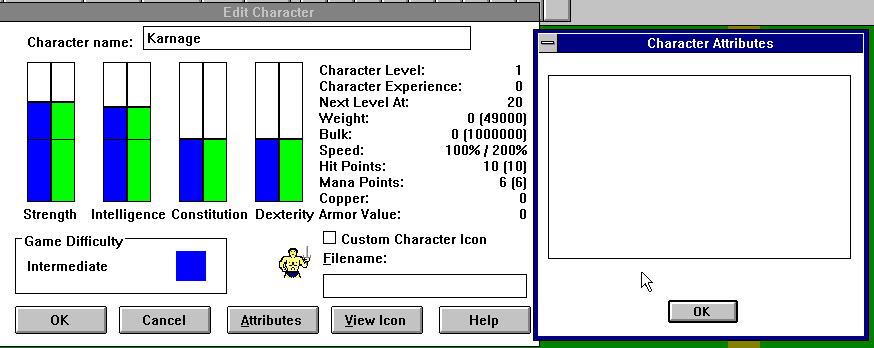 Edit Character
Character name: Karnage
Character Level: 1
Character Experience: 0
Next Level At: 20
Weight: 0 (49000)
Bulk: 0 (1000000)
Speed: 100% / 200%
Hit Points: 10 (10)
Mana Points: 6 (6)
Copper: 0
Armor Value: 0
Strength Intelligence Constitution Dexterity
Game Difficulty
Intermediate
Custom Character Icon
Filename:
OK Cancel Attributes View Icon Help
Character Attributes
OK